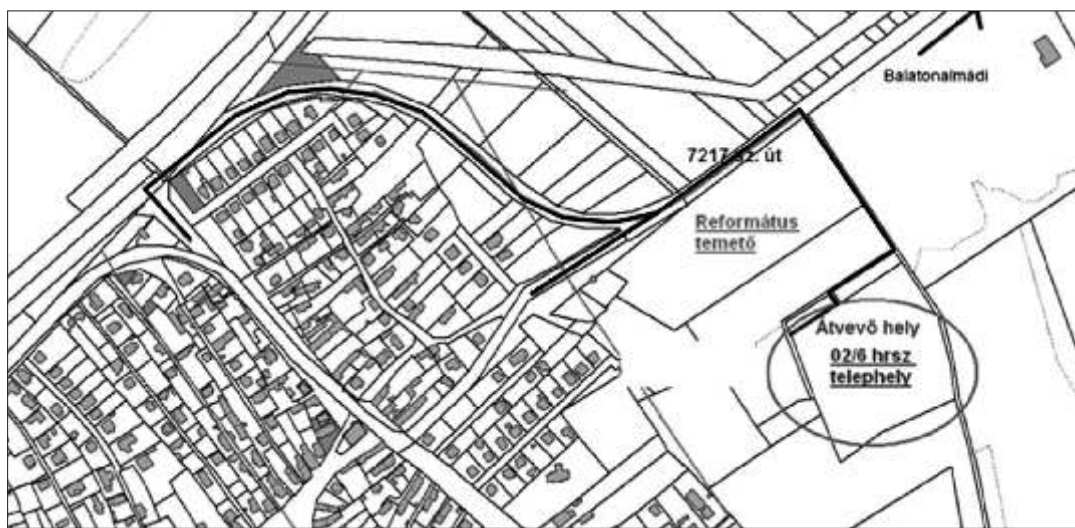 Balatonalmádi
7217 sz. út
Református
temető
Átvevő hely
02/6 hrsz
telephely